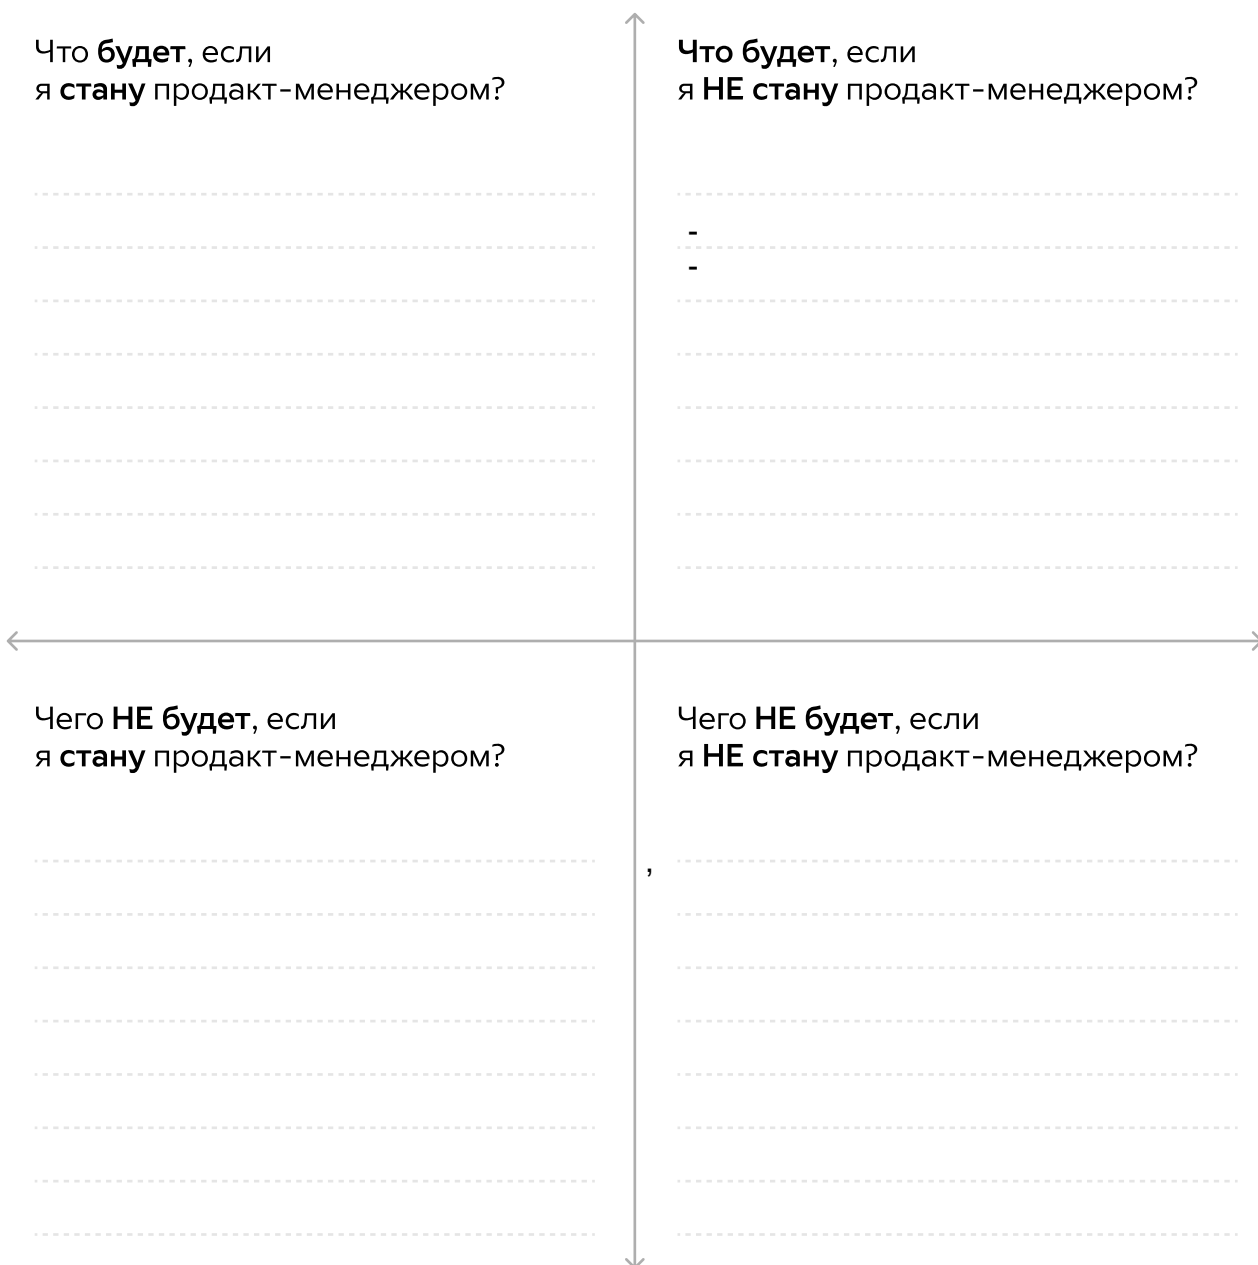 Что будет, если
я стану продакт-менеджером?
Что будет, если
я НЕ стану продакт-менеджером?
-
-
Чего НЕ будет, если
я стану продакт-менеджером?
Чего НЕ будет, если
я НЕ стану продакт-менеджером?
,